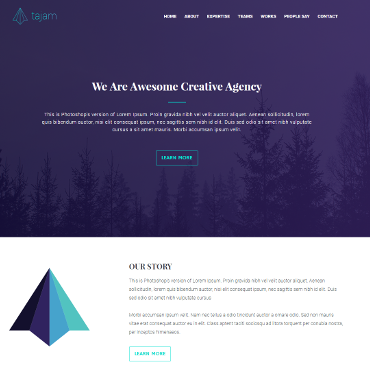 tajam
HOME ABOUT EXPERTISE TEAMS WORKS PEOPLE SAY CONTACT
We Are Awesome Creative Agency
This is Photoshop's version of Lorem Ipsum. Proin gravida nibh vel velit auctor aliquet. Aenean sollicitudin, lorem
quis bibendum auctor, nisi elit consequat ipsum, nec sagittis sem nibh id elit. Duis sed odio sit amet nibh vulputate
cursus a sit amet mauris. Morbi accumsan ipsum velit.
LEARN MORE
OUR STORY
This is Photoshop's version of Lorem Ipsum. Proin gravida nibh vel velit auctor aliquet. Aenean
sollicitudin, lorem quis bibendum auctor, nisi elit consequat ipsum, nec sagittis sem nibh id elit. Duis
sed odio sit amet nibh vulputate cursus
Morbi accumsan ipsum velit. Nam nec tellus a odio tincidunt auctor a ornare odio. Sed non mauris
vitae erat consequat auctor eu in elit. Class aptent taciti sociosqu ad litora torquent per conubia nostra,
per inceptos himenaeos.
LEARN MORE